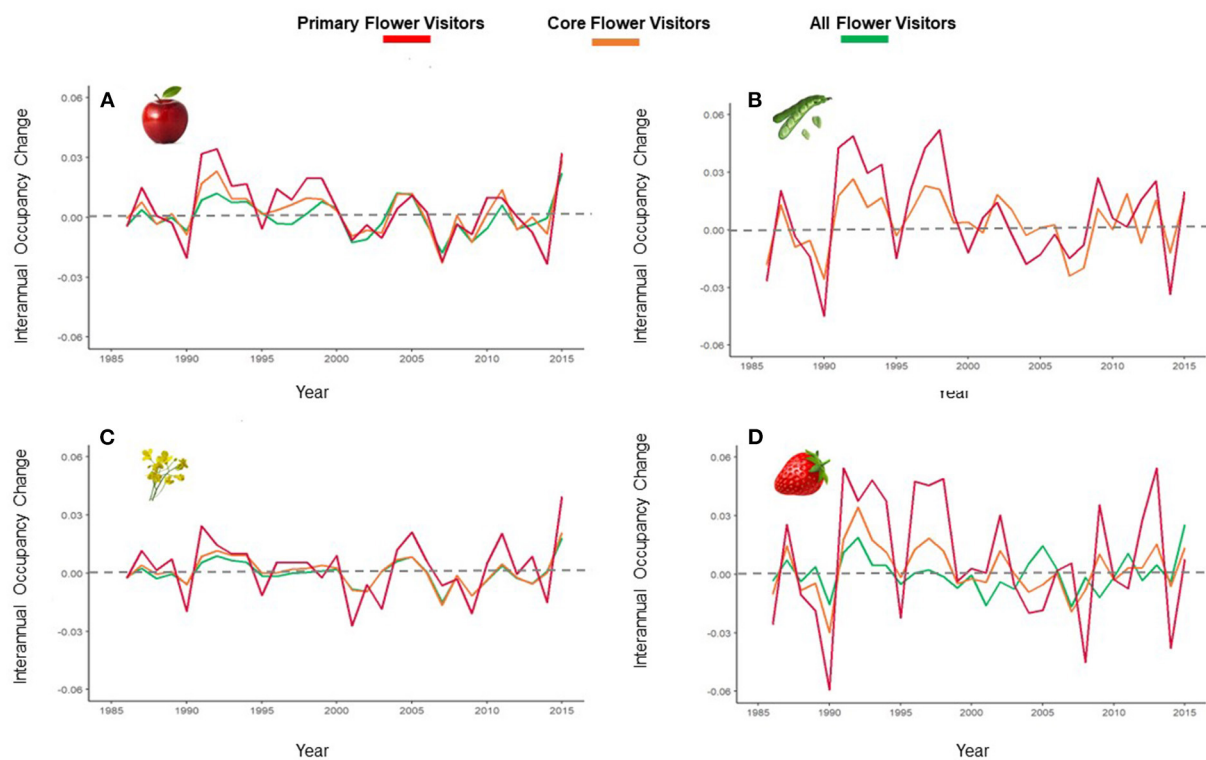 Primary Flower Visitors Core Flower Visitors All Flower Visitors
A
Interannual Occupancy Change
0.06
0.03
0.00
-0.03
-0.06
1985 1990 1995 2000 2005 2010 2015
Year
B
Interannual Occupancy Change
0.06
0.03
0.00
-0.03
-0.06
1985 1990 1995 2000 2005 2010 2015
Year
C
Interannual Occupancy Change
0.06
0.03
0.00
-0.03
-0.06
1985 1990 1995 2000 2005 2010 2015
Year
D
Interannual Occupancy Change
0.06
0.03
0.00
-0.03
-0.06
1985 1990 1995 2000 2005 2010 2015
Year